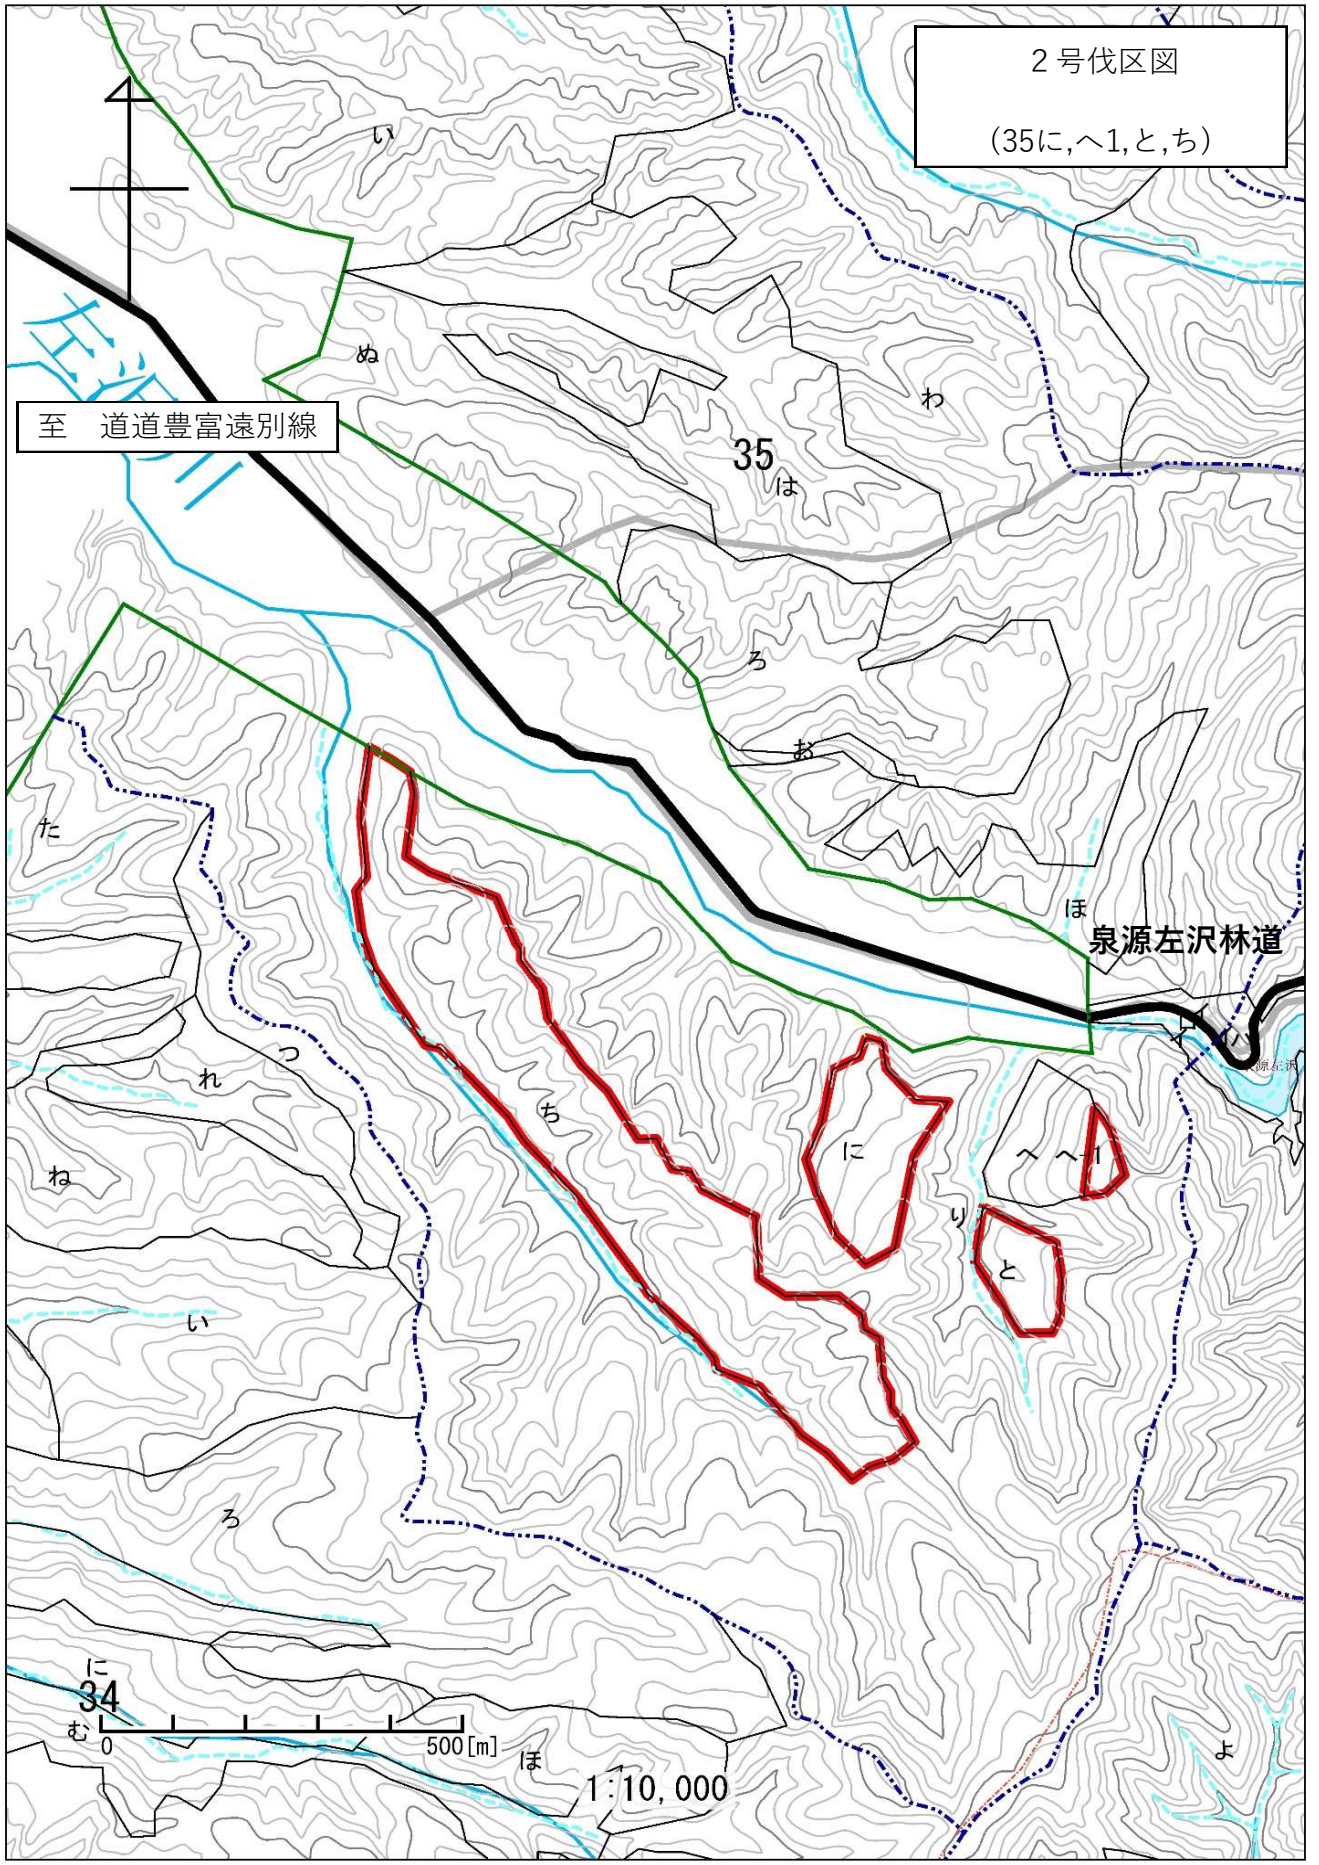 2号伐区図
(35に,へ1,と,ち)
い
ぬ
わ
至　道道豊富遠別線
35
は
ろ
お
た
ほ
泉源左沢林道
イ
イ
つ
れ
ち
に
へ
へ1
ね
り
と
い
ろ
に
34
む
0
500[m]
ほ
1:10,000
よ